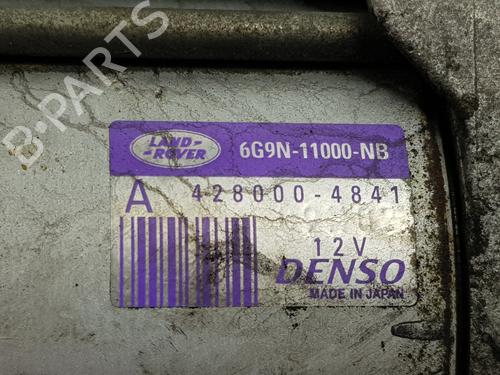 LAND-
-ROVER
6G9N-11000-NB
A 428000-4841
12V
DENSO
MADE IN JAPAN
B-PARTS